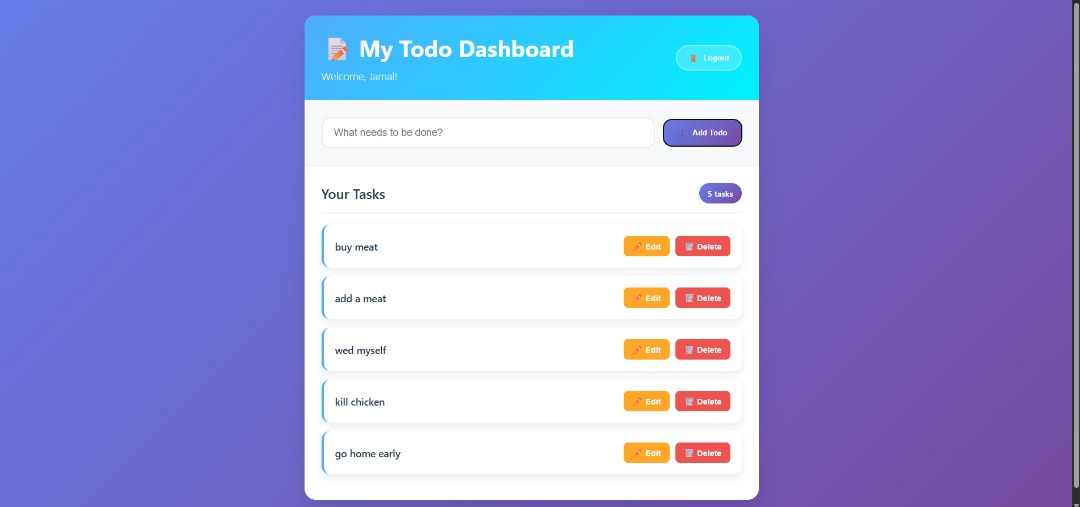 My Todo Dashboard
Welcome, Jamal!
Logout
What needs to be done?
Add Todo
Your Tasks
5 tasks
buy meat
Edit Delete
add a meat
Edit Delete
wed myself
Edit Delete
kill chicken
Edit Delete
go home early
Edit Delete